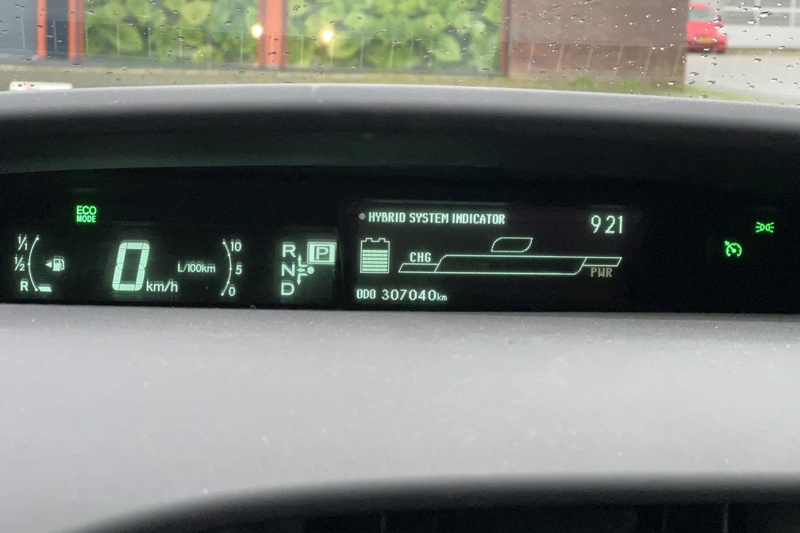 ECO
MODE
1/1
1/2
R
0 km/h
L/100km
10
5
0
R
N
D
P
HYBRID SYSTEM INDICATOR
921
CHG
PWR
ODO 307040km